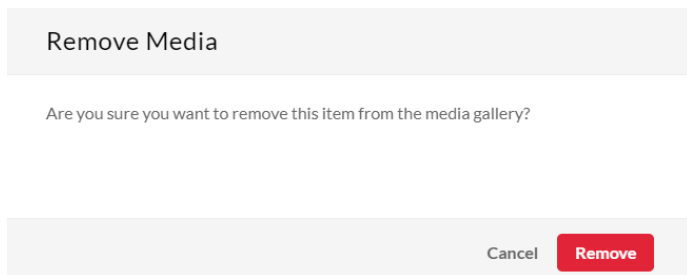 Remove Media
Are you sure you want to remove this item from the media gallery?
Cancel Remove